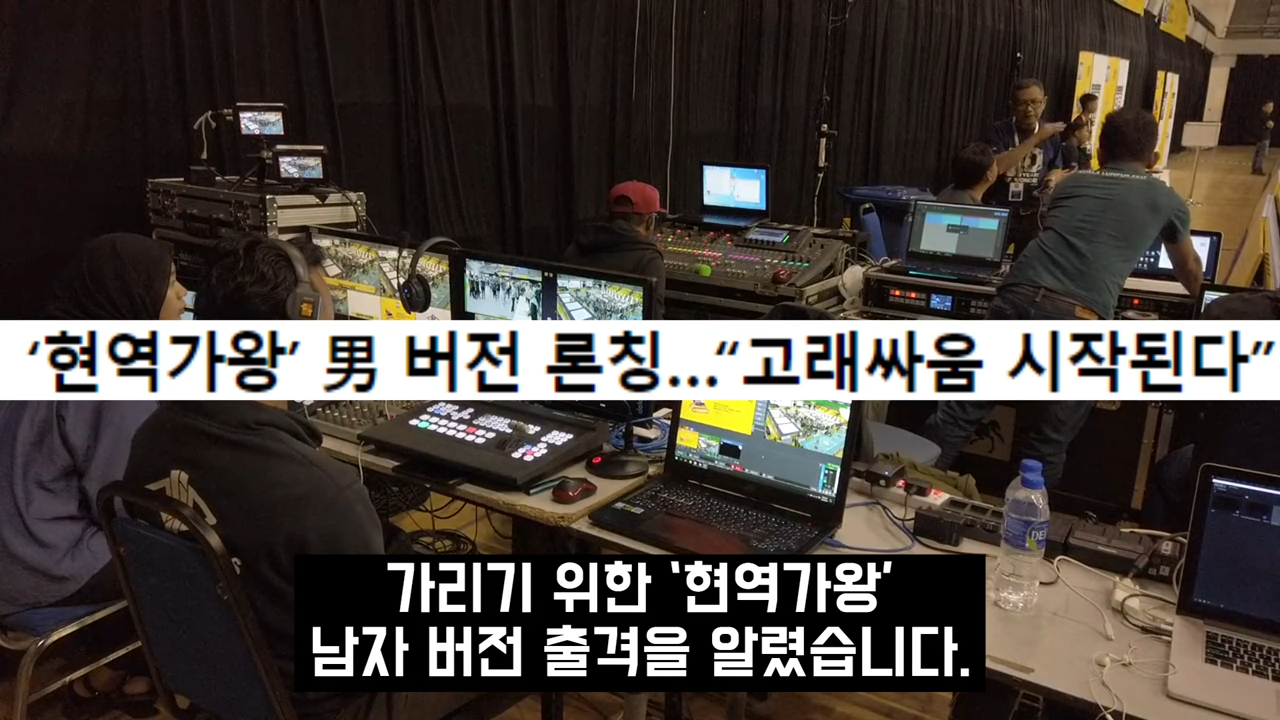 ‘현역가왕’ 男 버전 론칭...“고래싸움 시작된다”
가리기 위한 ‘현역가왕’
남자 버전 출격을 알렸습니다.